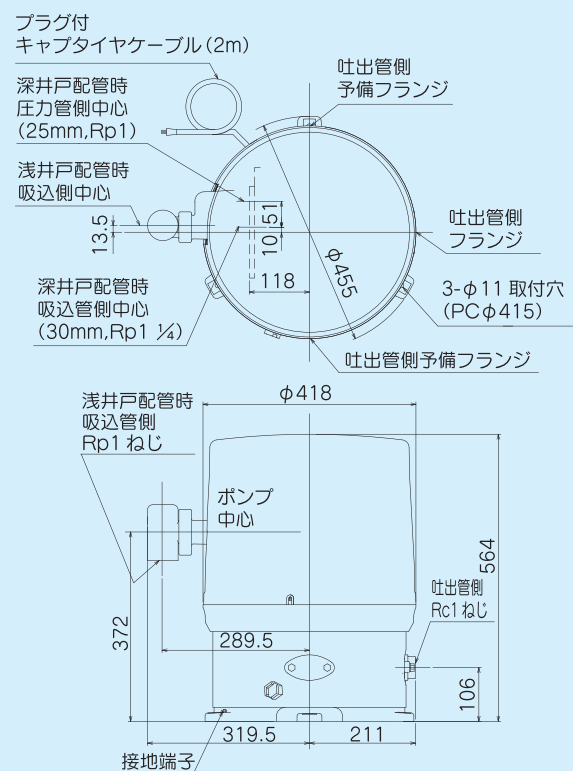 プラグ付
キャプタイヤケーブル(2m)
深井戸配管時
圧力管側中心
(25mm,Rp1)
浅井戸配管時
吸込側中心
13.5
深井戸配管時
吸込管側中心
(30mm,Rp1 ¼)
吐出管側
予備フランジ
51
10
118
φ455
吐出管側
フランジ
3-φ11 取付穴
(PCφ415)
吐出管側予備フランジ
浅井戸配管時
吸込管側
Rp1 ねじ
φ418
ポンプ
中心
564
372
289.5
吐出管側
Rc1 ねじ
106
319.5
211
接地端子